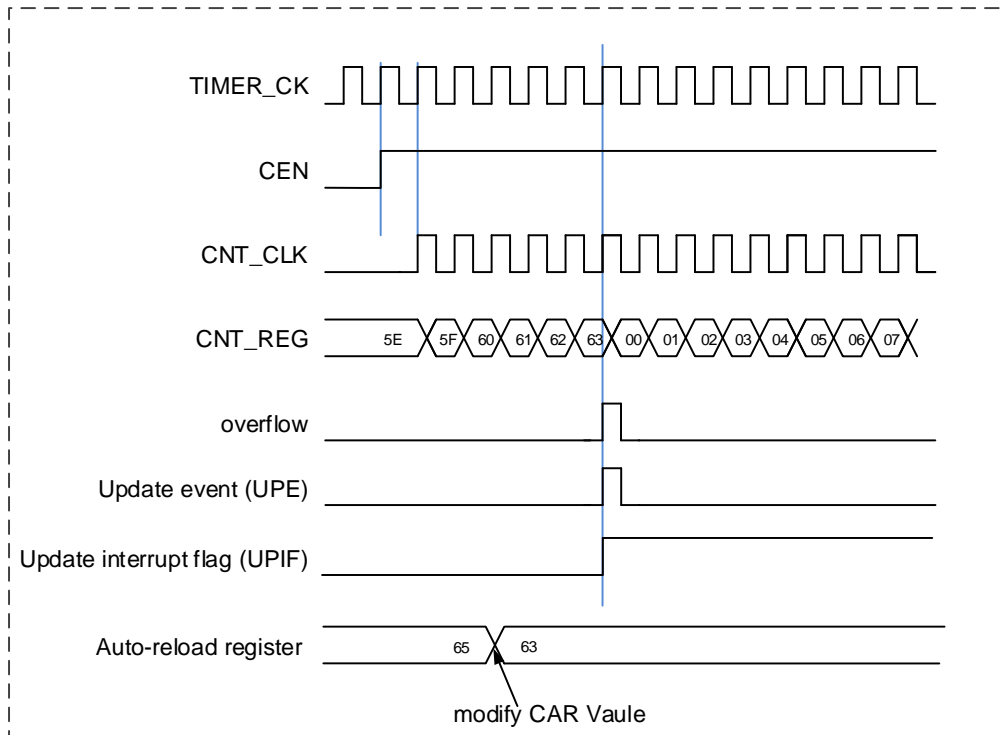 TIMER_CK
CEN
CNT_CLK
CNT_REG 5E 5F 60 61 62 63 00 01 02 03 04 05 06 07
overflow
Update event (UPE)
Update interrupt flag (UPIF)
Auto-reload register 65 63
modify CAR Vaule